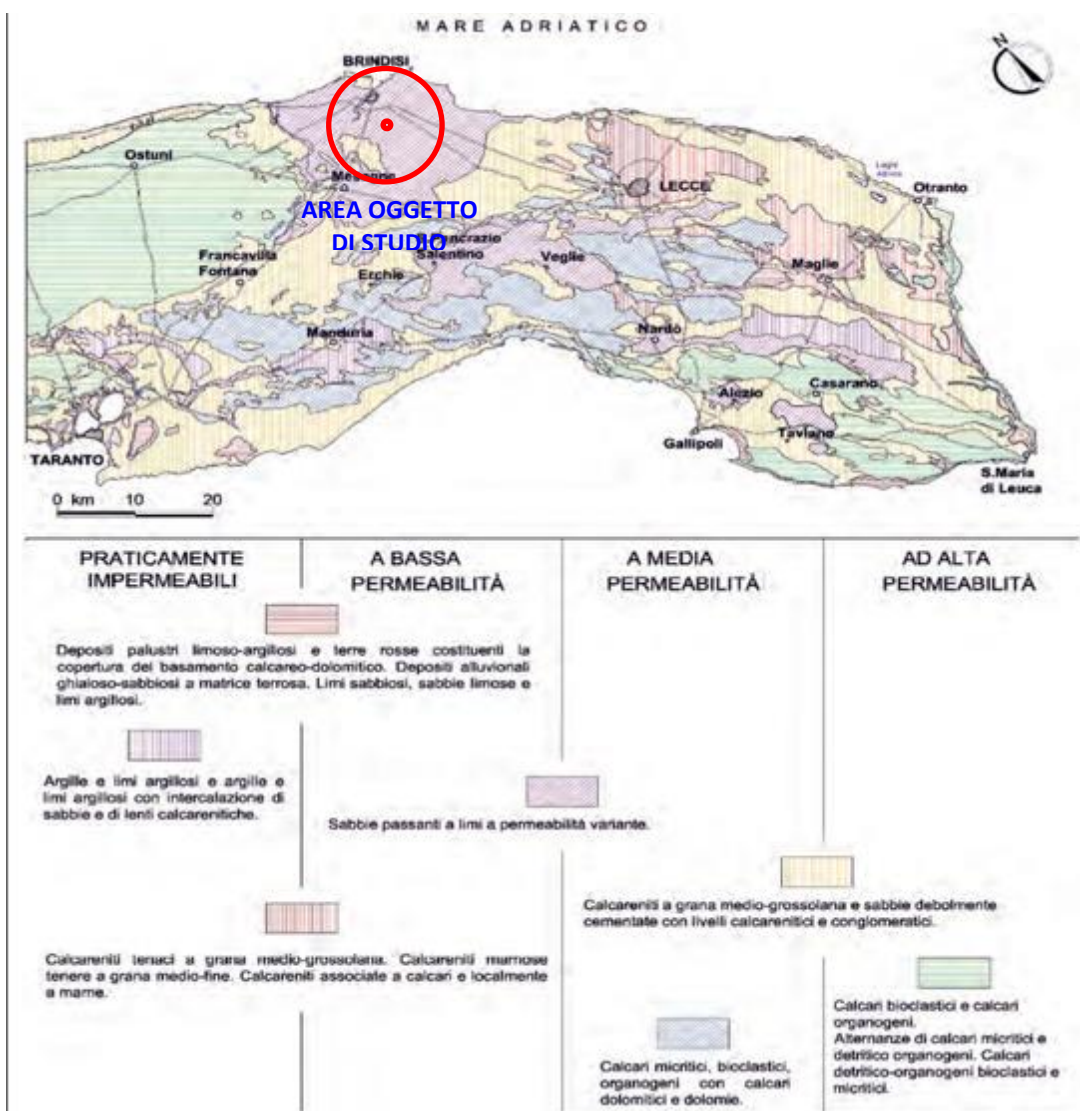 MARE ADRIATICO
N
BRINDISI
Ostuni
Mesagne
LECCE
Laghi
Alimini
Otranto
AREA OGGETTO
DI STUDIO
Francavilla
Fontana
Salentino
Erchie
Veglie
Maglie
Manduria
Nardò
Alezio
Casarano
Gallipoli
Taviano
TARANTO
S.Maria
di Leuca
0 km 10 20
PRATICAMENTE
IMPERMEABILI
A BASSA
PERMEABILITÀ
A MEDIA
PERMEABILITÀ
AD ALTA
PERMEABILITÀ
Depositi palustri limoso-argillosi e terre rosse costituenti la
copertura del basamento calcareo-dolomitico. Depositi alluvionali
ghiaioso-sabbiosi a matrice terrosa. Limi sabbiosi, sabbie limose e
limi argillosi.
Argille e limi argillosi e argille e
limi argillosi con intercalazione di
sabbie e di lenti calcarenitiche.
Sabbie passanti a limi a permeabilità variante.
Calcareniti a grana medio-grossolana e sabbie debolmente
cementate con livelli calcarenitici e conglomeratici.
Calcareniti tenaci a grana medio-grossolana. Calcareniti marnose
tenere a grana medio-fine. Calcareniti associate a calcari e localmente
a marne.
Calcari bioclastici e calcari
organogeni.
Alternanze di calcari micritici e
detritico organogeni. Calcari
detritico-organogeni bioclastici e
micritici.
Calcari micritici, bioclastici,
organogeni con calcari
dolomitici e dolomie.